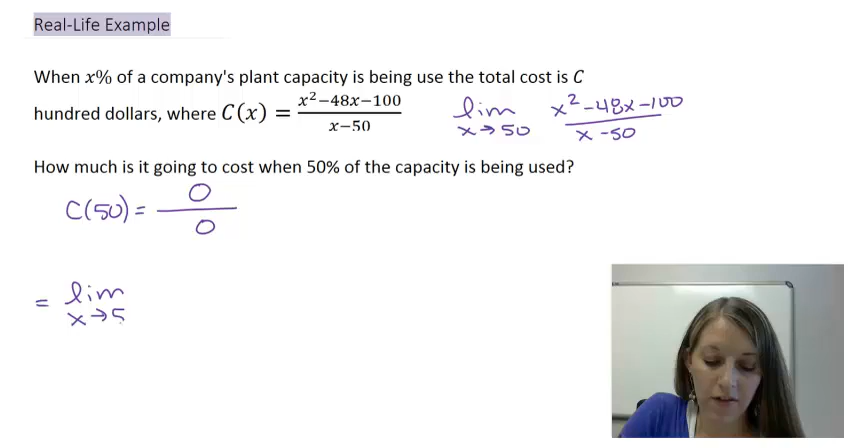 Real-Life Example
When x% of a company's plant capacity is being use the total cost is C
hundred dollars, where C(x) = (x²−48x−100)/(x−50)
lim x→50 (x²−48x−100)/(x−50)
How much is it going to cost when 50% of the capacity is being used?
C(50) = 0/0
= lim x→5